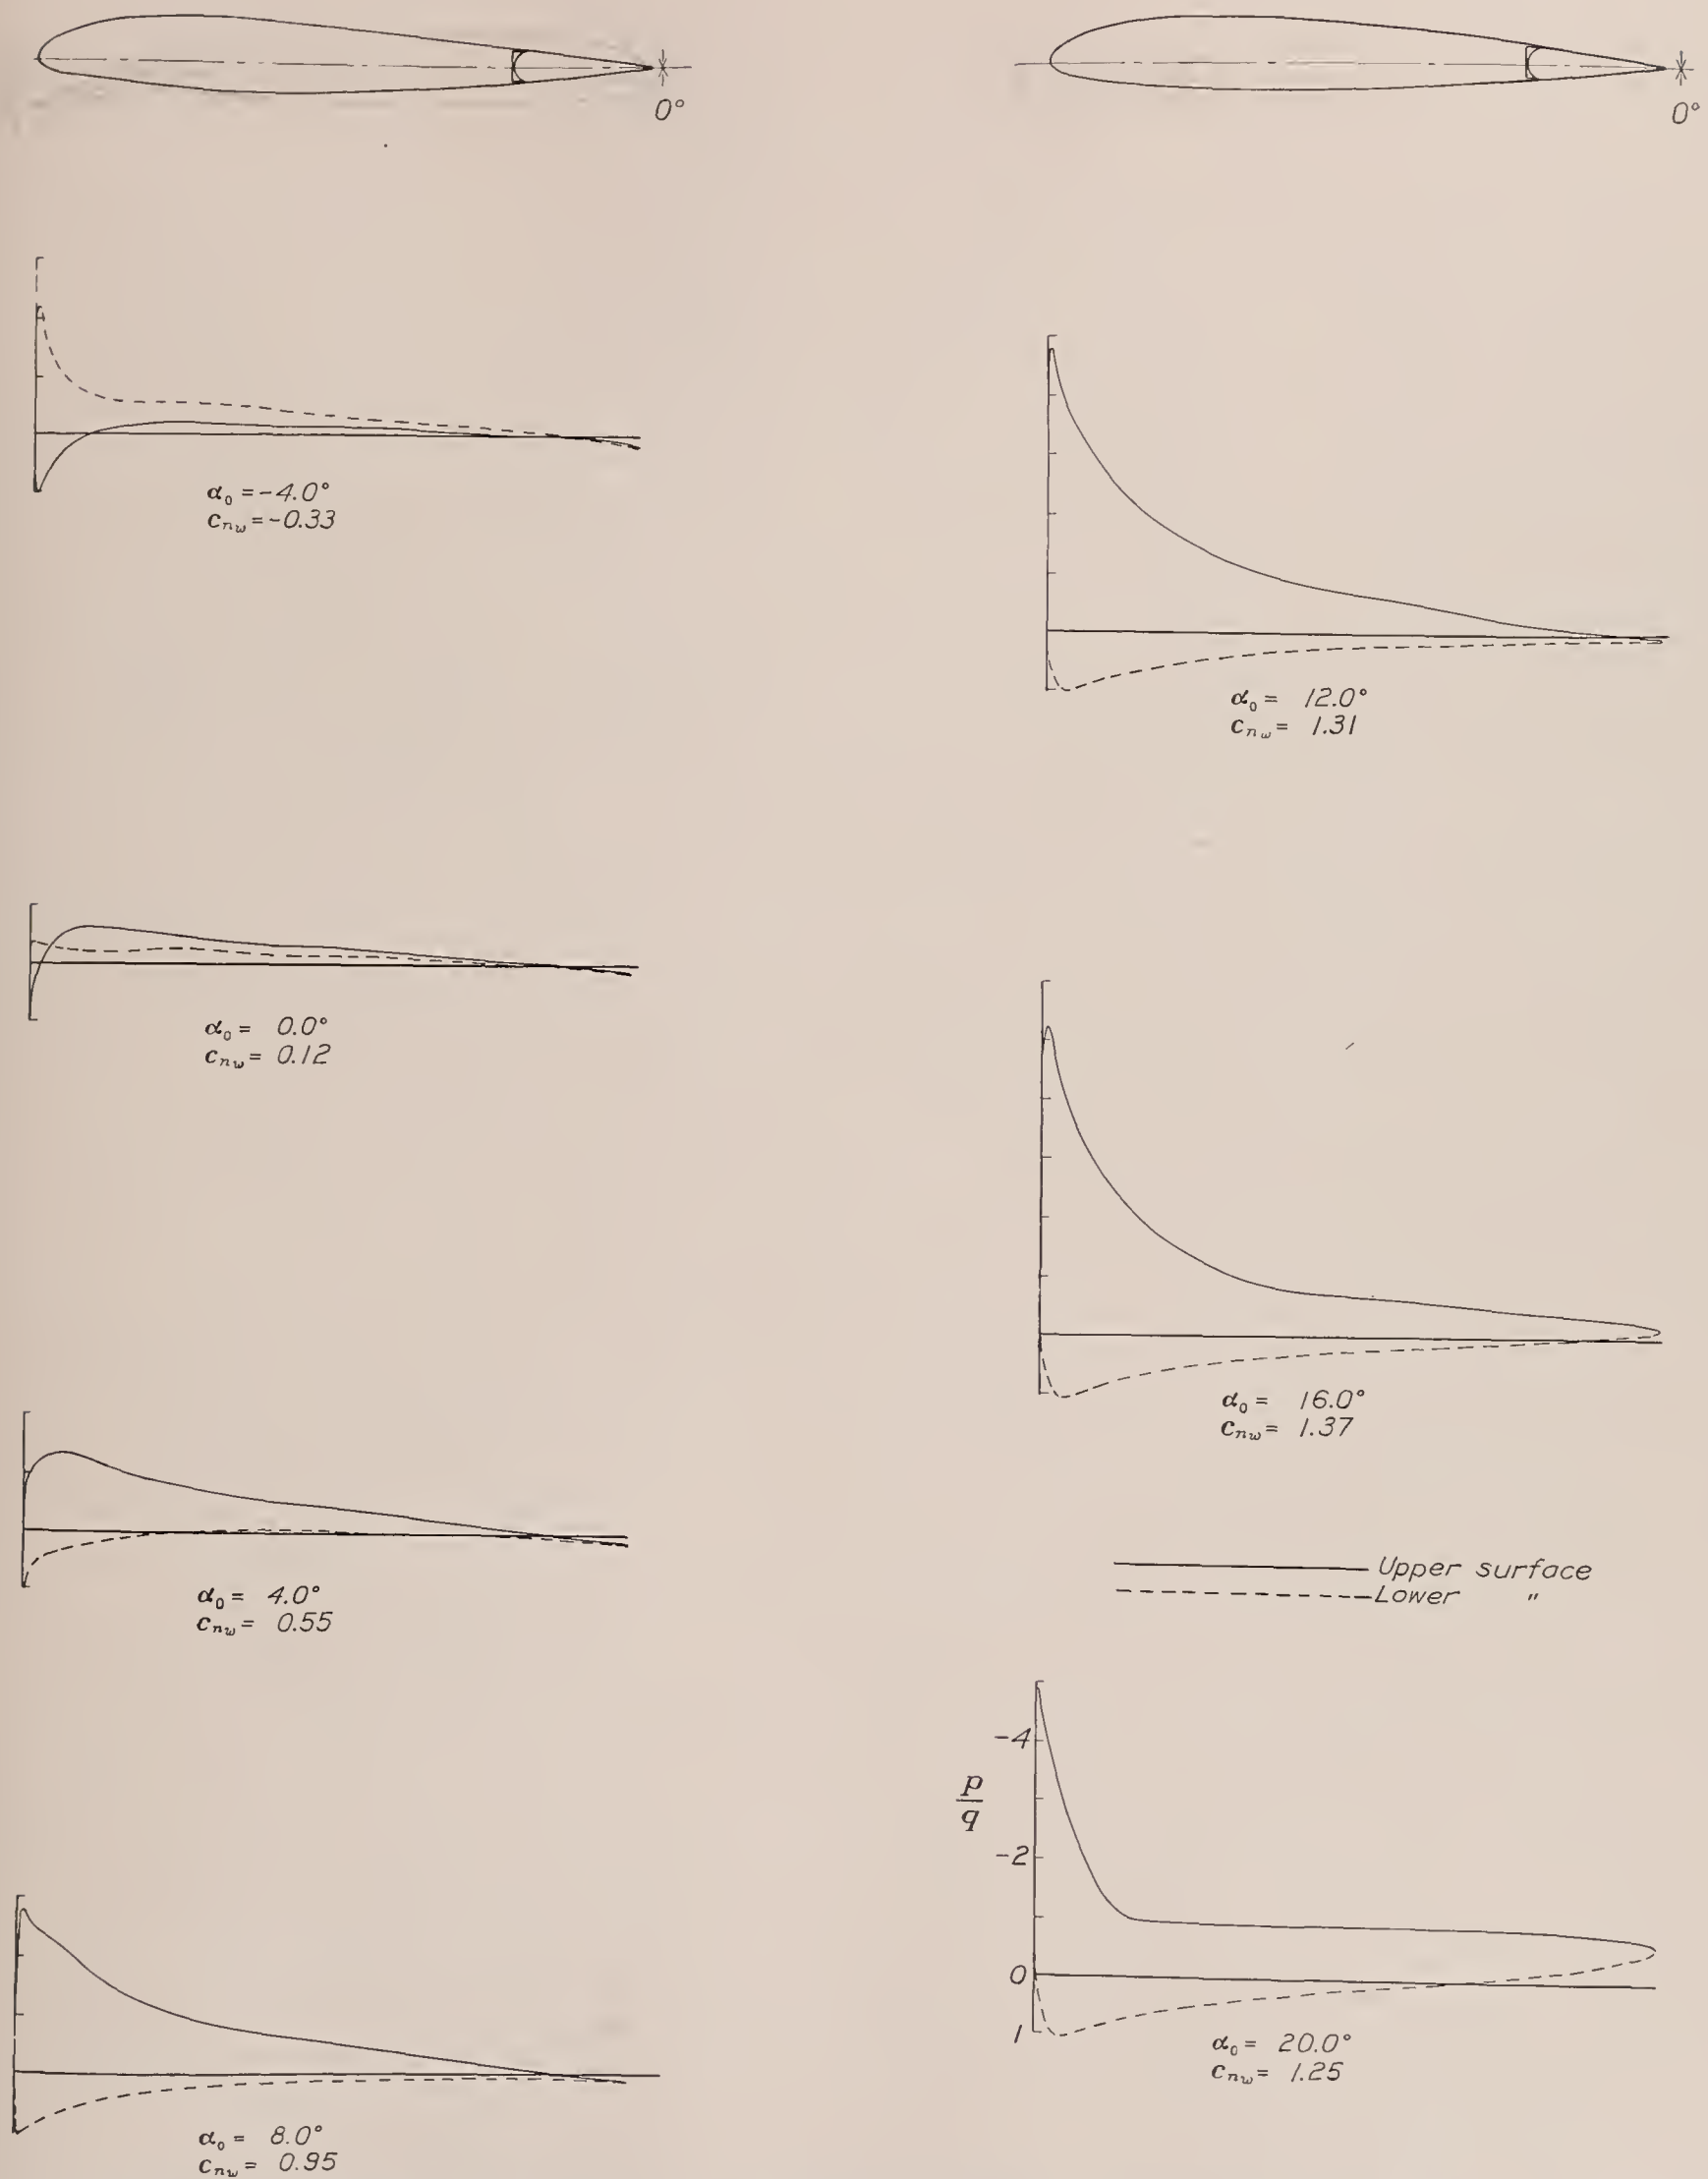 0°
0°
α₀ = -4.0°
cₙw = -0.33
α₀ = 12.0°
cₙw = 1.31
α₀ = 0.0°
cₙw = 0.12
α₀ = 16.0°
cₙw = 1.37
α₀ = 4.0°
cₙw = 0.55
Upper surface
Lower "
-4
p
q
-2
0
1
α₀ = 20.0°
cₙw = 1.25
α₀ = 8.0°
cₙw = 0.95